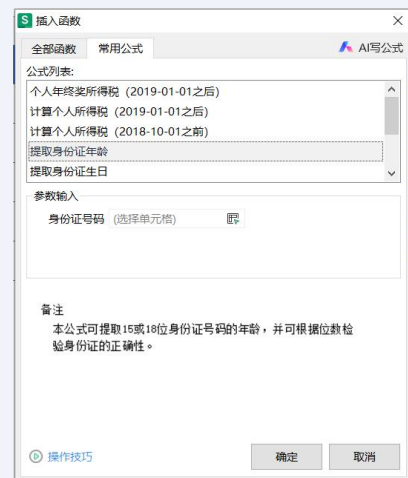 S 插入函数
全部函数 常用公式 AI写公式
公式列表:
个人年终奖所得税（2019-01-01之后）
计算个人所得税（2019-01-01之后）
计算个人所得税（2018-10-01之前）
提取身份证年龄
提取身份证生日
参数输入
身份证号码 (选择单元格)
备注
本公式可提取15或18位身份证号码的年龄，并可根据位数检
验身份证的正确性。
操作技巧 确定 取消